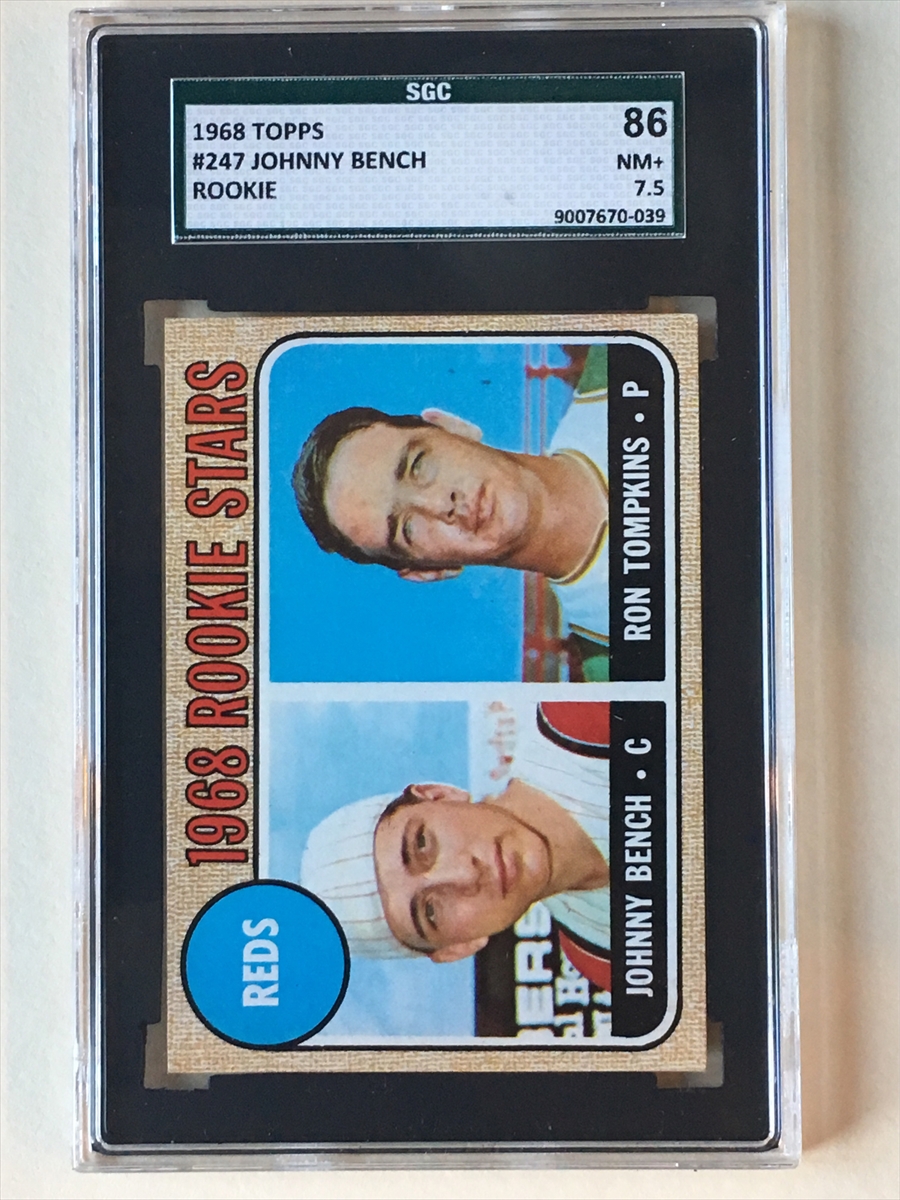 SGC
1968 TOPPS
#247 JOHNNY BENCH
ROOKIE
86
NM+
7.5
9007670-039
1968 ROOKIE STARS
REDS
JOHNNY BENCH • C
RON TOMPKINS • P